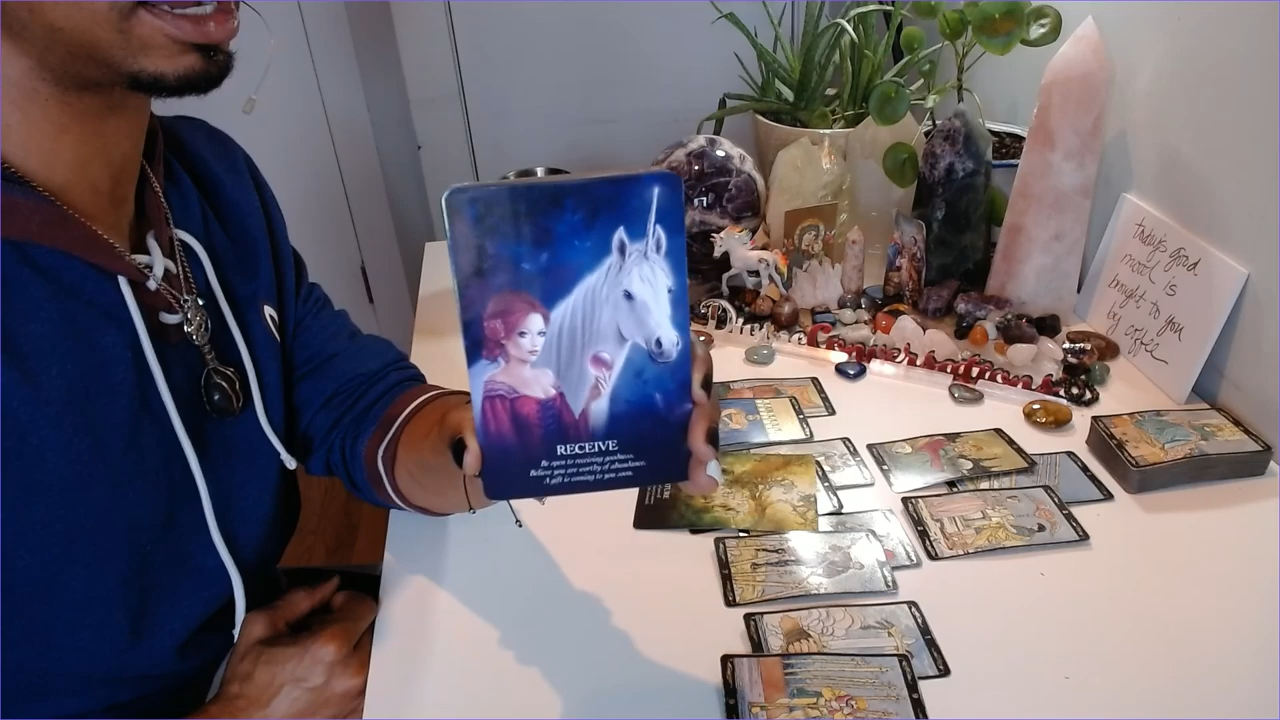 RECEIVE
Be open to receiving goodness.
Believe you are worthy of abundance.
A gift is coming to you soon.
today's good
mood is
brought to you
by coffee